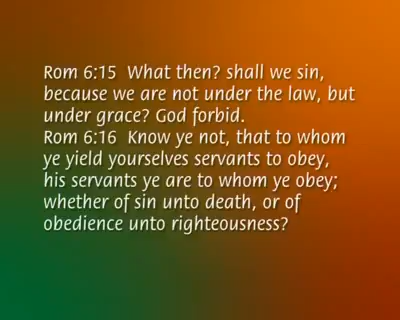 Rom 6:15  What then? shall we sin,
because we are not under the law, but
under grace? God forbid.
Rom 6:16  Know ye not, that to whom
ye yield yourselves servants to obey,
his servants ye are to whom ye obey;
whether of sin unto death, or of
obedience unto righteousness?